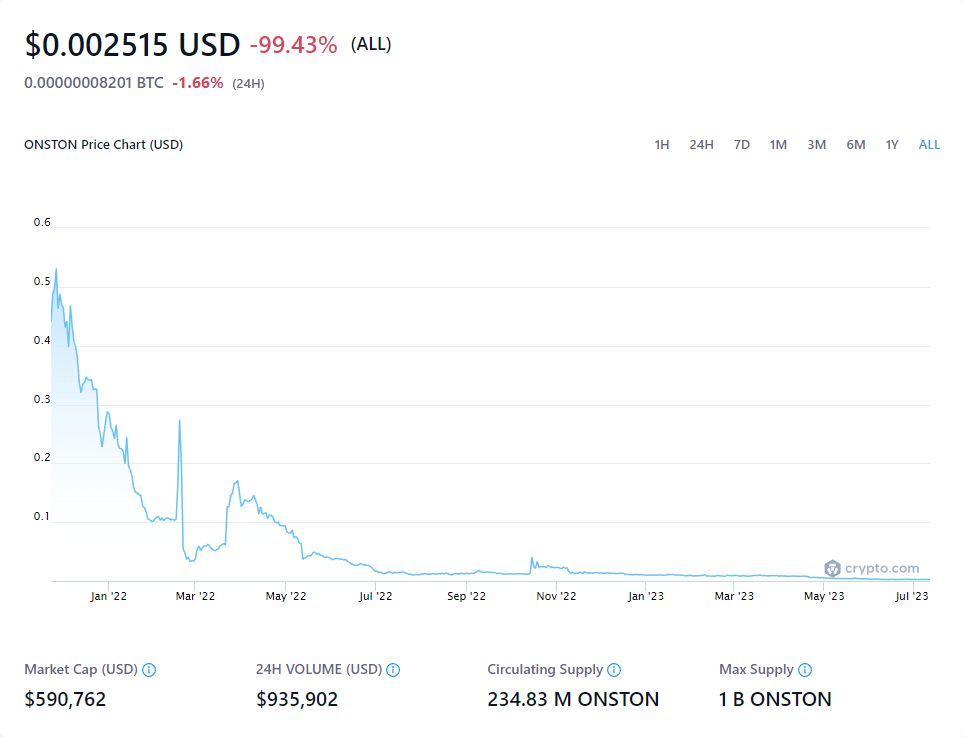 $0.002515 USD -99.43% (ALL)
0.00000008201 BTC -1.66% (24H)
ONSTON Price Chart (USD)
1H 24H 7D 1M 3M 6M 1Y ALL
0.6
0.5
0.4
0.3
0.2
0.1
crypto.com
Jan '22 Mar '22 May '22 Jul '22 Sep '22 Nov '22 Jan '23 Mar '23 May '23 Jul '23
Market Cap (USD) 24H VOLUME (USD) Circulating Supply Max Supply
$590,762 $935,902 234.83 M ONSTON 1 B ONSTON